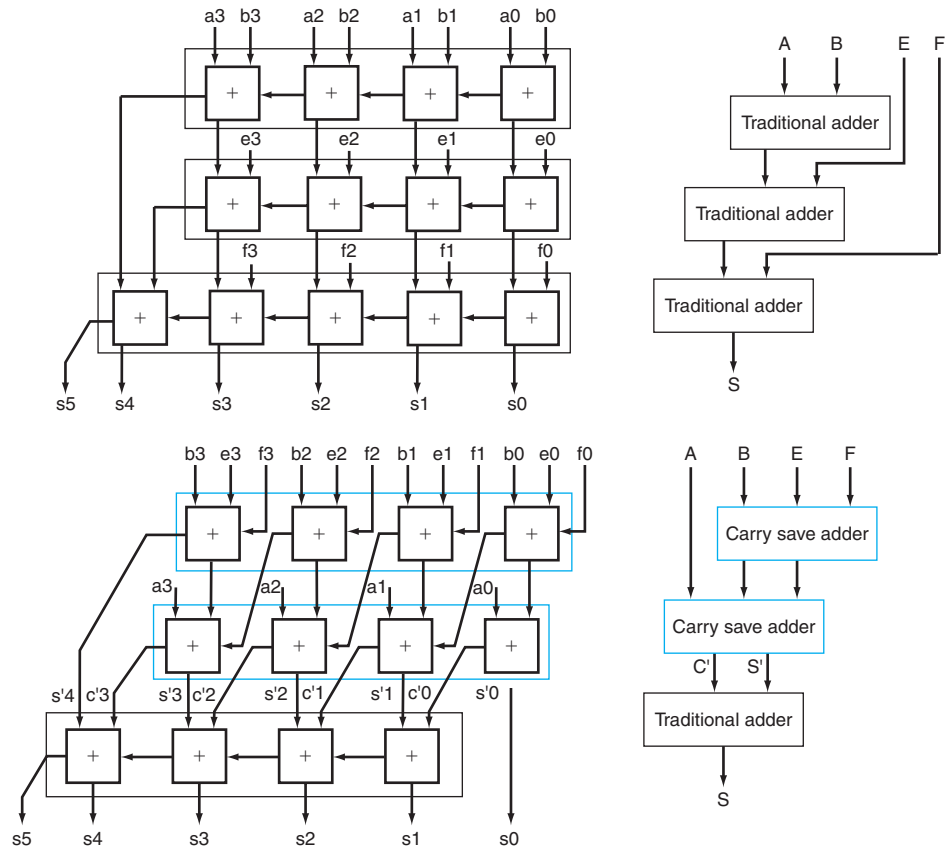 a3 b3 a2 b2 a1 b1 a0 b0
+ + + +
e3 e2 e1 e0
+ + + +
f3 f2 f1 f0
+ + + + +
s5 s4 s3 s2 s1 s0
A B E F
Traditional adder
Traditional adder
Traditional adder
S
b3 e3 f3 b2 e2 f2 b1 e1 f1 b0 e0 f0
+ + + +
a3 a2 a1 a0
+ + + +
s'4 c'3 s'3 c'2 s'2 c'1 s'1 c'0 s'0
+ + + +
s5 s4 s3 s2 s1 s0
A B E F
Carry save adder
Carry save adder
C' S'
Traditional adder
S